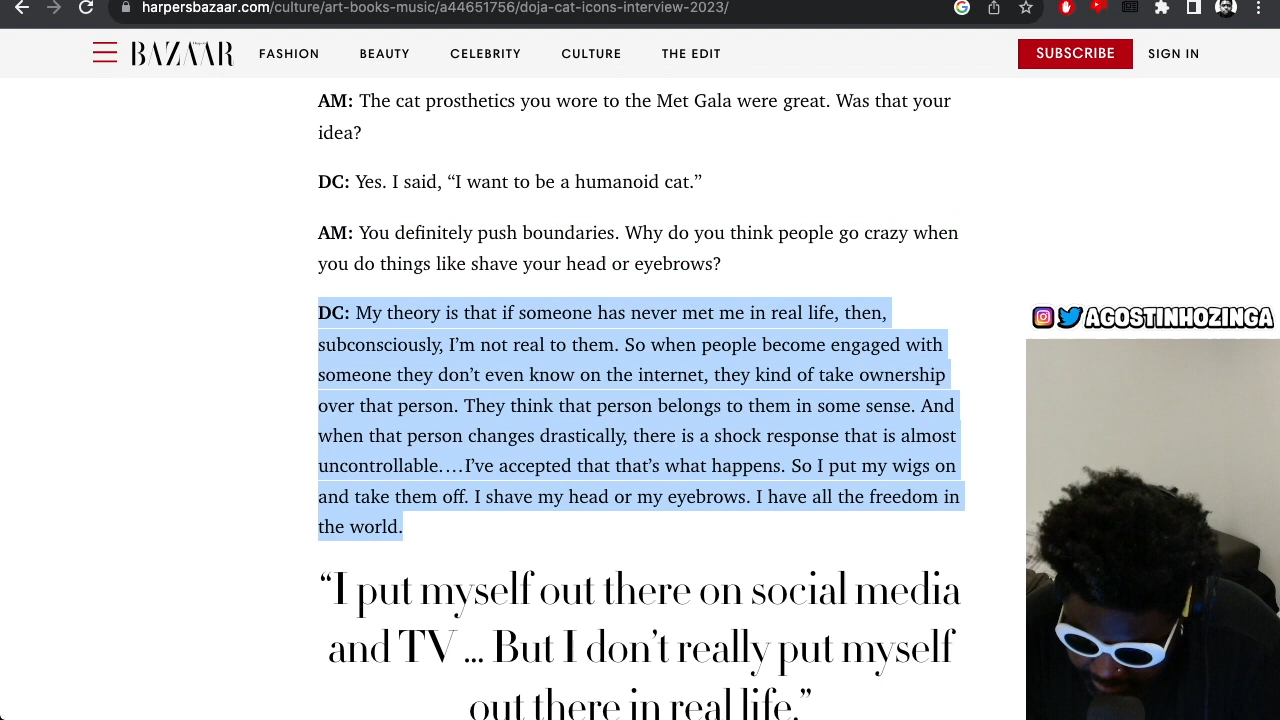 harpersbazaar.com/culture/art-books-music/a44651756/doja-cat-icons-interview-2023/
BAZAAR FASHION BEAUTY CELEBRITY CULTURE THE EDIT SUBSCRIBE SIGN IN
AM: The cat prosthetics you wore to the Met Gala were great. Was that your
idea?
DC: Yes. I said, “I want to be a humanoid cat.”
AM: You definitely push boundaries. Why do you think people go crazy when
you do things like shave your head or eyebrows?
DC: My theory is that if someone has never met me in real life, then,
subconsciously, I’m not real to them. So when people become engaged with
someone they don’t even know on the internet, they kind of take ownership
over that person. They think that person belongs to them in some sense. And
when that person changes drastically, there is a shock response that is almost
uncontrollable.…I’ve accepted that that’s what happens. So I put my wigs on
and take them off. I shave my head or my eyebrows. I have all the freedom in
the world.
AGOSTINHOZINGA
“I put myself out there on social media
and TV ... But I don’t really put myself
out there in real life.”